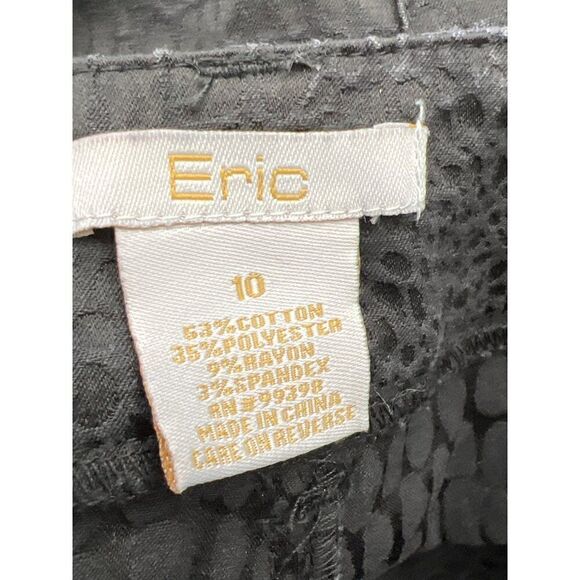 Eric
10
53%COTTON
35%POLYESTER
9%RAYON
3%SPANDEX
RN#99398
MADE IN CHINA
CARE ON REVERSE